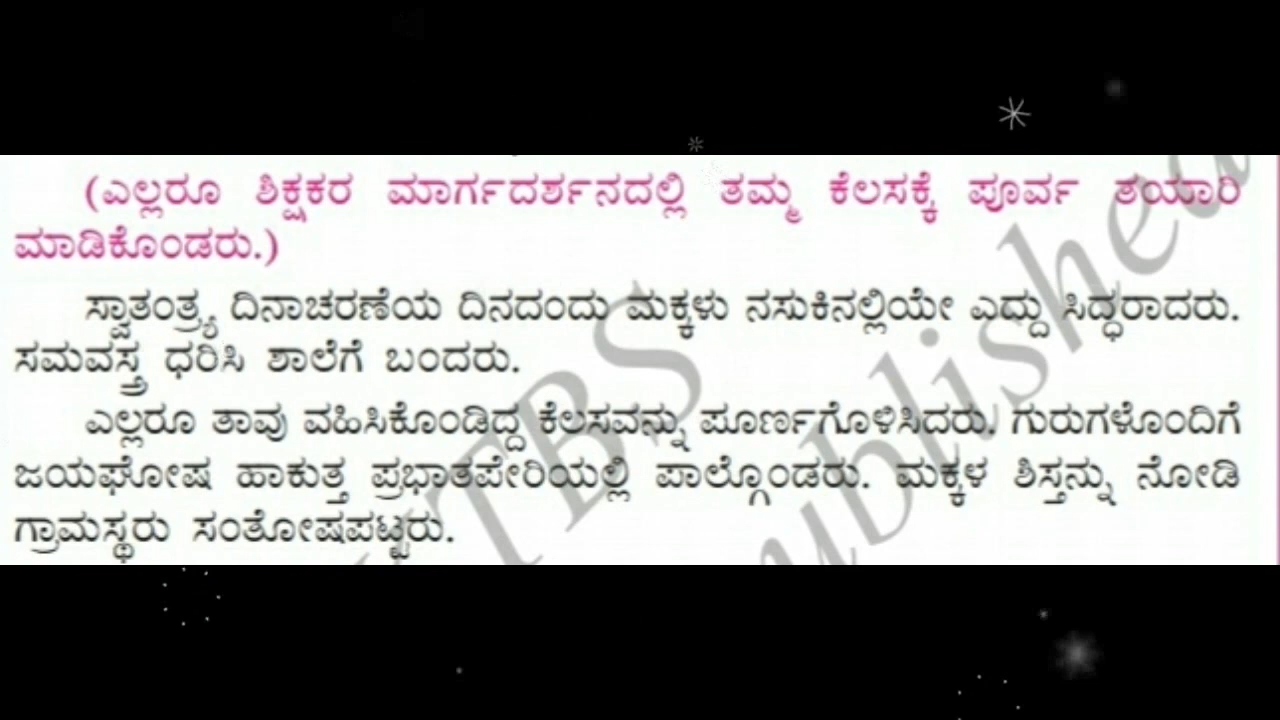 (ಎಲ್ಲರೂ ಶಿಕ್ಷಕರ ಮಾರ್ಗದರ್ಶನದಲ್ಲಿ ತಮ್ಮ ಕೆಲಸಕ್ಕೆ ಪೂರ್ವ ತಯಾರಿ
ಮಾಡಿಕೊಂಡರು.)
ಸ್ವಾತಂತ್ರ್ಯ ದಿನಾಚರಣೆಯ ದಿನದಂದು ಮಕ್ಕಳು ನಸುಕಿನಲ್ಲಿಯೇ ಎದ್ದು ಸಿದ್ಧರಾದರು.
ಸಮವಸ್ತ್ರ ಧರಿಸಿ ಶಾಲೆಗೆ ಬಂದರು.
ಎಲ್ಲರೂ ತಾವು ವಹಿಸಿಕೊಂಡಿದ್ದ ಕೆಲಸವನ್ನು ಪೂರ್ಣಗೊಳಿಸಿದರು. ಗುರುಗಳೊಂದಿಗೆ
ಜಯಘೋಷ ಹಾಕುತ್ತ ಪ್ರಭಾತಪೇರಿಯಲ್ಲಿ ಪಾಲ್ಗೊಂಡರು. ಮಕ್ಕಳ ಶಿಸ್ತನ್ನು ನೋಡಿ
ಗ್ರಾಮಸ್ಥರು ಸಂತೋಷಪಟ್ಟರು.